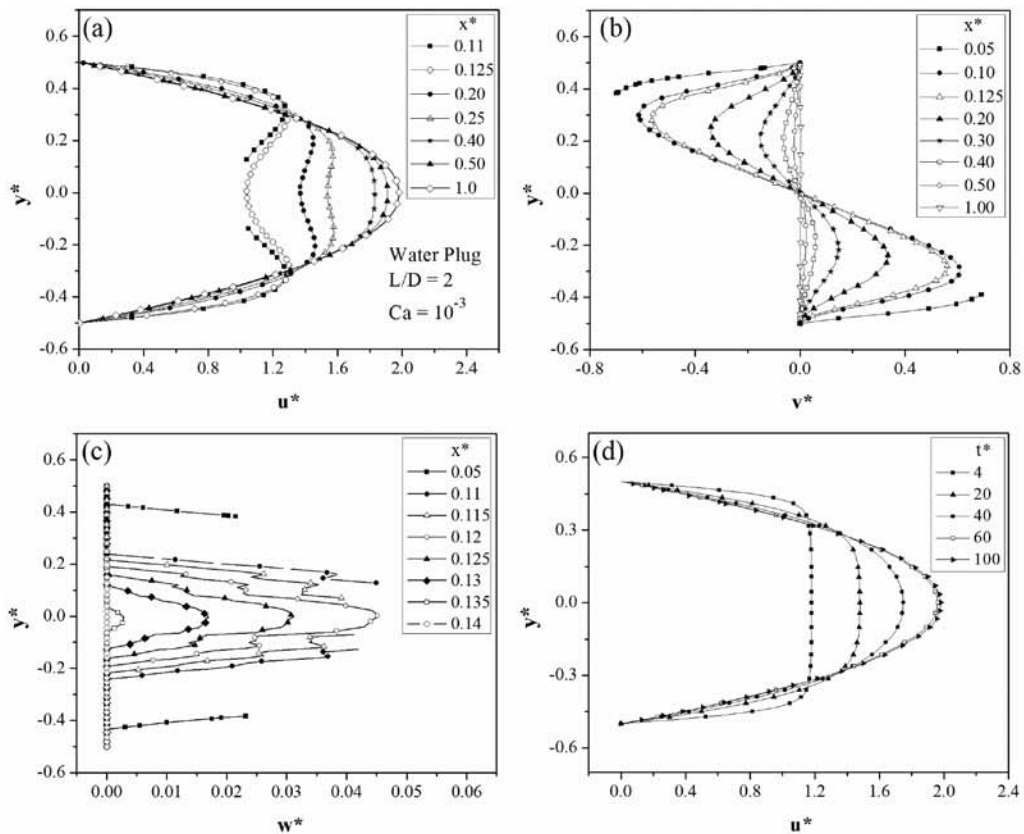 (a)
x*
0.11
0.125
0.20
0.25
0.40
0.50
1.0
Water Plug
L/D = 2
Ca = 10⁻³
0.6
0.4
0.2
0.0
-0.2
-0.4
-0.6
y*
0.0 0.4 0.8 1.2 1.6 2.0
u*
(b)
x*
0.05
0.10
0.125
0.20
0.30
0.40
0.50
1.00
0.6
0.4
0.2
0.0
-0.2
-0.4
-0.6
y*
-0.8 -0.4 0.0 0.4 0.8
v*
(c)
x*
0.05
0.11
0.115
0.12
0.125
0.13
0.135
0.14
0.6
0.4
0.2
0.0
-0.2
-0.4
-0.6
y*
0.00 0.01 0.02 0.03 0.04 0.05 0.06
w*
(d)
t*
4
20
40
60
100
0.6
0.3
0.0
-0.3
-0.6
y*
0.0 0.4 0.8 1.2 1.6 2.0 2.4
u*